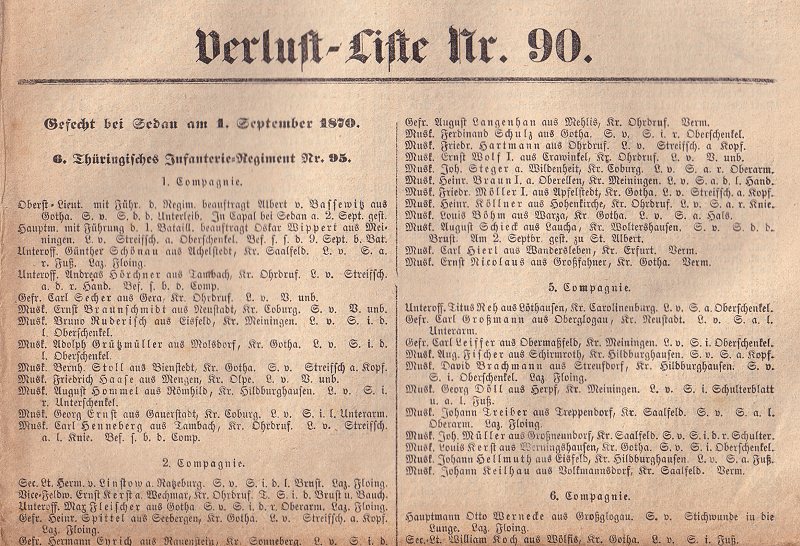 Verlust-Liste Nr. 90.
Gefecht bei Sedan am 1. September 1870.
6. Thüringisches Infanterie-Regiment Nr. 95.
1. Compagnie.
Oberst-Lieut. mit Führ. d. Regim. beauftragt Albert v. Bassewitz aus
Gotha. S. v. S. d. d. Unterleib. In Capal bei Sedan a. 2. Sept. gest.
Hauptm. mit Führung d. 1. Bataill. beauftragt Oskar Wippert aus Mei-
ningen. L. v. Streifsch. a. Oberschenkel. Bef. s. s. d. 9. Sept. b. Bat.
Unteroff. Günther Schönau aus Achelstedt, Kr. Saalfeld. L. v. S. a.
r. Fuß. Laz. Floing.
Unteroff. Andreas Hörchner aus Tambach, Kr. Ohrdruf. L. v. Streifsch.
a. d. r. Hand. Bef. s. b. d. Comp.
Gefr. Carl Secher aus Gera, Kr. Ohrdruf. L. v. V. unb.
Musk. Ernst Braunschmidt aus Neustadt, Kr. Coburg. S. v. V. unb.
Musk. Bruno Ruderisch aus Eisfeld, Kr. Meiningen. L. v. S. i. d.
l. Oberschenkel.
Musk. Adolph Grützmüller aus Molsdorf, Kr. Gotha. L. v. S. i. d.
l. Oberschenkel.
Musk. Bernh. Stoll aus Bienstedt, Kr. Gotha. S. v. Streifsch a. Kopf.
Musk. Friedrich Haase aus Mengen, Kr. Olpe. L. v. V. unb.
Musk. August Hommel aus Römhild, Kr. Hildburghausen. L. v. S. i.
r. Unterschenkel.
Musk. Georg Ernst aus Gauerstadt, Kr. Coburg. L. v. S. i. l. Unterarm.
Musk. Carl Henneberg aus Tambach, Kr. Ohrdruf. L. v. Streifsch.
a. l. Knie. Bef. s. b. d. Comp.
2. Compagnie.
Sec.Lt. Herm. v. Linstow a. Ratzeburg. S. v. S. i. d. l. Brust. Laz. Floing.
Vice-Feldw. Ernst Kerst a. Wechmar, Kr. Ohrdruf. T. S. i. d. Brust u. Bauch.
Unteroff. Max Fleischer aus Gotha S. v. S. i. d. r. Oberarm. Laz. Floing.
Gefr. Heinr. Spittel aus Seebergen, Kr. Gotha. L. v. Streifsch. a. Kopf.
Laz. Floing.
Gefr. Hermann Eyrich aus Rauenstein, Kr. Sonneberg. L. v. S. i. d.
Gefr. August Langenhan aus Mehlis, Kr. Ohrdruf. Verm.
Musk. Ferdinand Schulz aus Gotha. S. v. S. i. r. Oberschenkel.
Musk. Friedr. Hartmann aus Ohrdruf. L. v. Streifsch. a Kopf.
Musk. Ernst Wolf I. aus Crawinkel, Kr. Ohrdruf. L. v. V. unb.
Musk. Joh. Steger a. Wildenheit, Kr. Coburg. L. v. S. a. r. Oberarm.
Musk. Heinr. Braun I. a. Oberellen, Kr. Meiningen. L. v. S. a. d. l. Hand.
Musk. Friedr. Möller I. aus Apfelstedt, Kr. Gotha. L. v. Streifsch. a. Kopf.
Musk. Heinr. Köllner aus Hohenkirche, Kr. Ohrdruf. L. v. S. a. r. Knie.
Musk. Louis Böhm aus Warza, Kr. Gotha. L. v. S. a. Hals.
Musk. August Schieck aus Laucha, Kr. Woltershausen. S. v. S. d. d.
Brust. Am 2. Septbr. gest. zu St. Albert.
Musk. Carl Hierl aus Wandersleben, Kr. Erfurt. Verm.
Musk. Ernst Nicolaus aus Großfahner, Kr. Gotha. Verm.
5. Compagnie.
Unteroff. Titus Reh aus Löthausen, Kr. Carolinenburg. L. v. S. a. Oberschenkel.
Gefr. Carl Großmann aus Oberglogau, Kr. Neustadt. L. v. S. a. l.
Unterarm.
Gefr. Carl Leiffer aus Obermaßfeld, Kr. Meiningen. L. v. S. i. Oberschenkel.
Musk. Aug. Fischer aus Schirnroth, Kr. Hildburghausen. S. v. S. a. Kopf.
Musk. David Brachmann aus Streufdorf, Kr. Hildburghausen. S. v.
S. i. Oberschenkel. Laz. Floing.
Musk. Georg Döll aus Herpf, Kr. Meiningen. L. v. S. i Schulterblatt
u. a. l. Fuß.
Musk. Johann Treiber aus Treppendorf, Kr. Saalfeld. S. v. S. a. l.
Oberarm. Laz. Floing.
Musk. Joh. Müller aus Großneundorf, Kr. Saalfeld. S. v. S. i. d. r. Schulter.
Musk. Louis Kerst aus Werningshausen, Kr. Gotha. S. v. S. i. Oberschenkel.
Musk. Johann Hellmuth aus Eisfeld, Kr. Hildburghausen. L. v. S. a. Fuß.
Musk. Johann Keilhau aus Volkmannsdorf, Kr. Saalfeld. Verm.
6. Compagnie.
Hauptmann Otto Wernecke aus Großglogau. S. v. Stichwunde in die
Lunge. Laz. Floing.
Sec.-Lt. William Koch aus Wölfis, Kr. Gotha. L. v. S. i. l. Fuß.